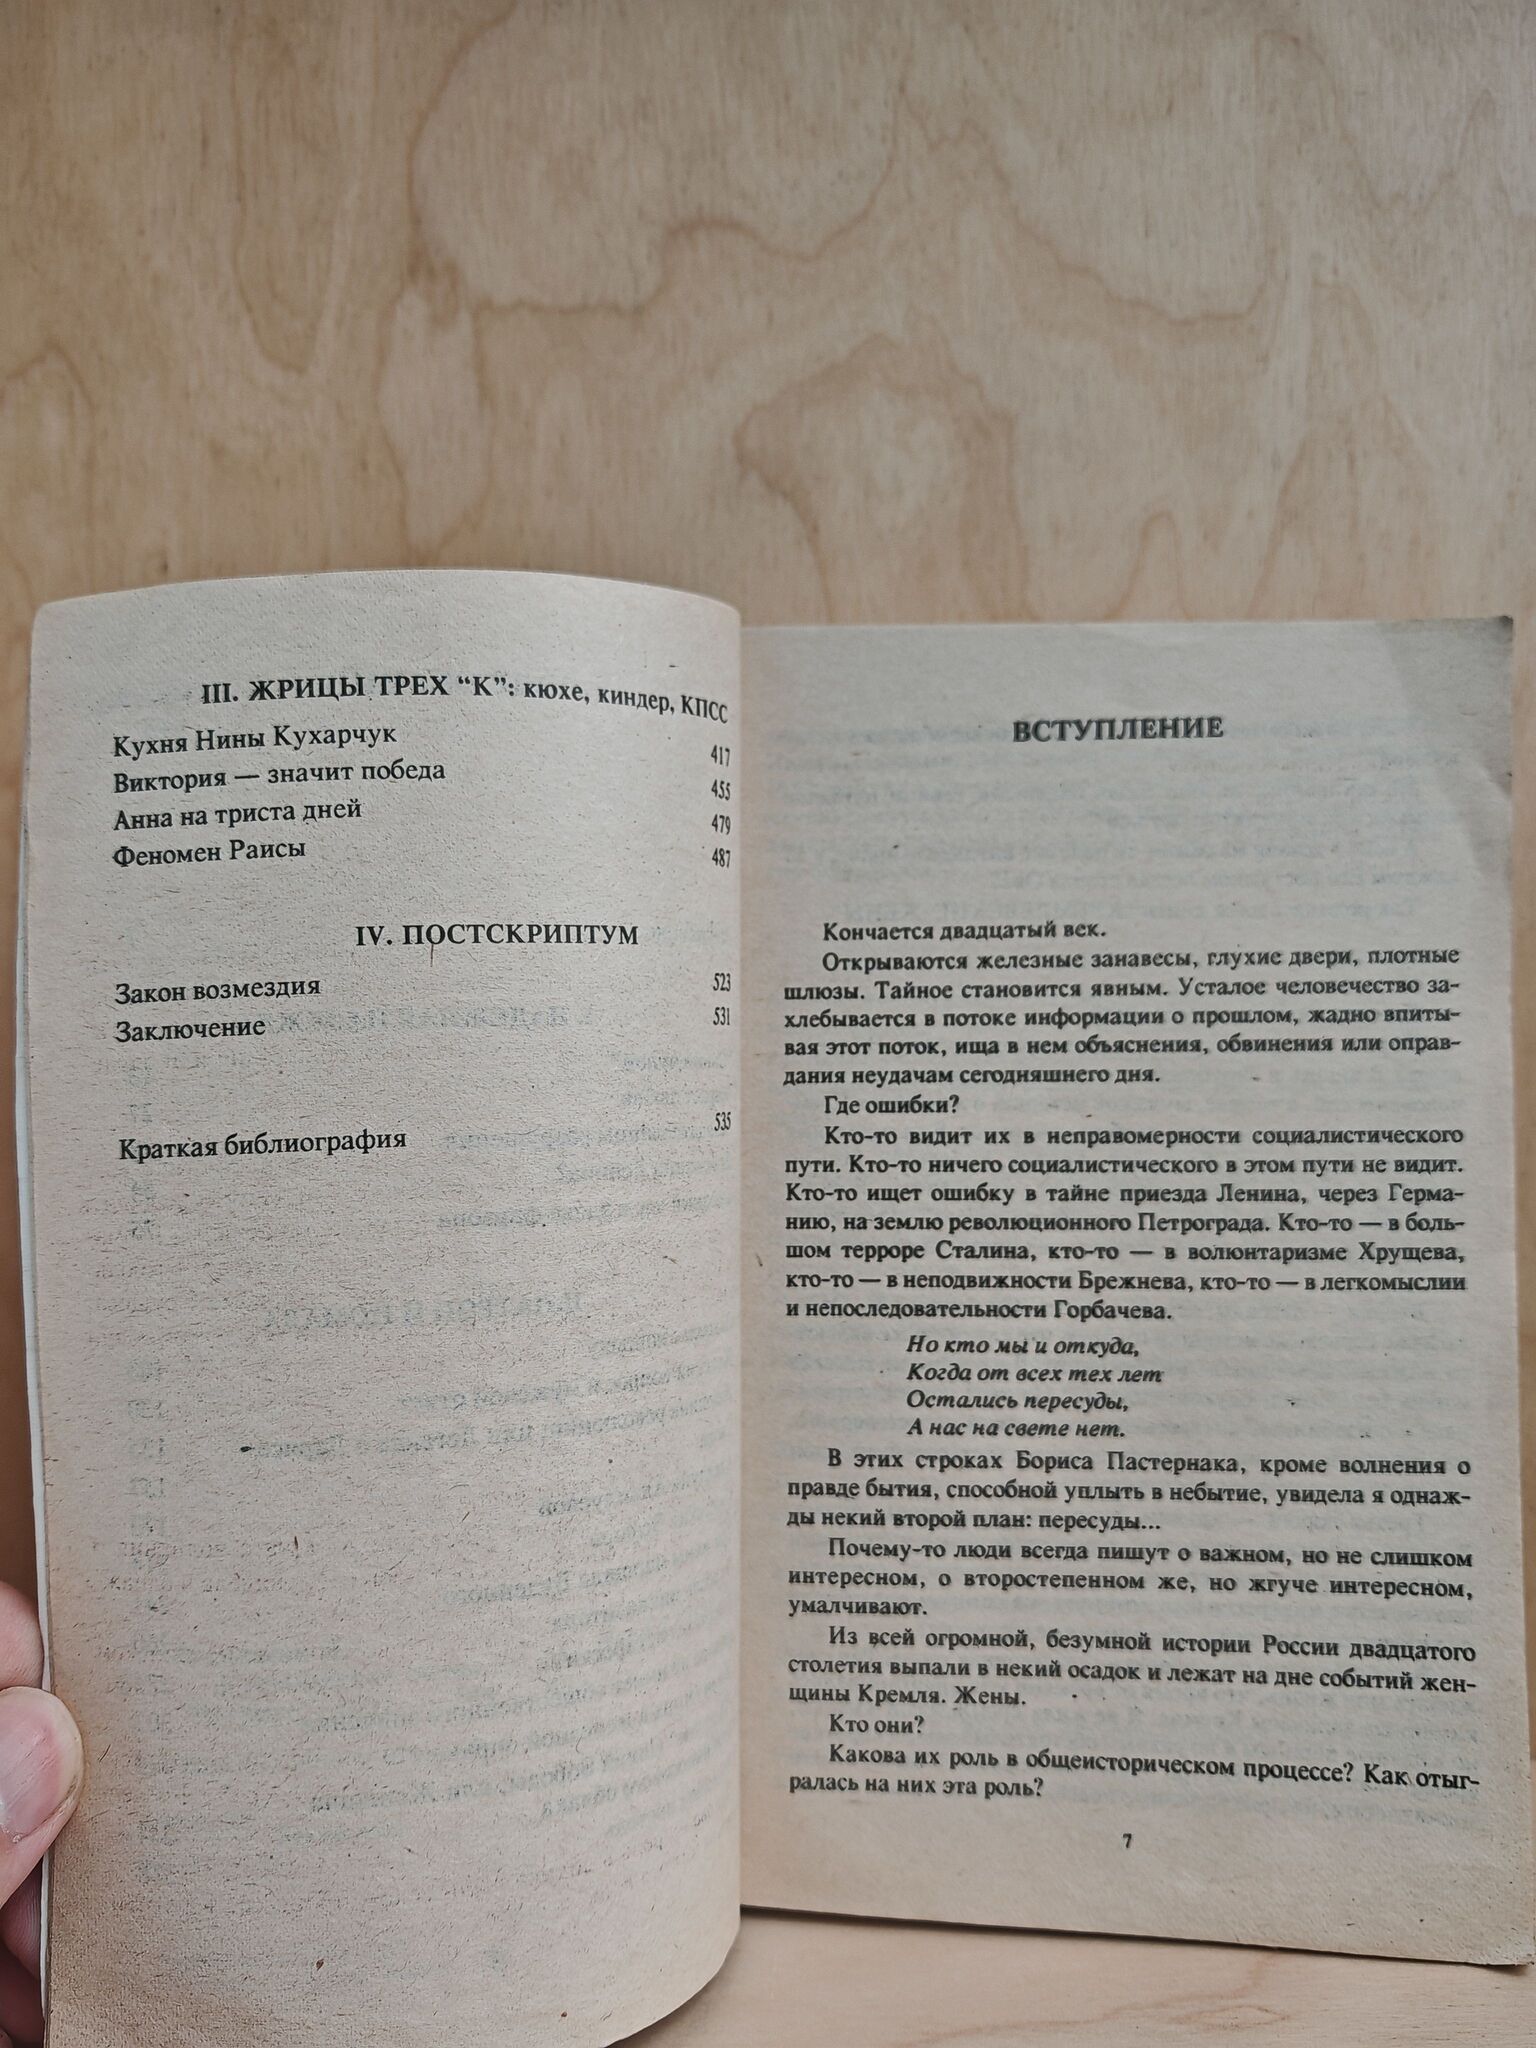 III. ЖРИЦЫ ТРЕХ “К”: кюхе, киндер, КПСС
Кухня Нины Кухарчук 417
Виктория — значит победа 455
Анна на триста дней 479
Феномен Раисы 487
IV. ПОСТСКРИПТУМ
Закон возмездия 523
Заключение 531
Краткая библиография 535
ВСТУПЛЕНИЕ
Кончается двадцатый век.
Открываются железные занавесы, глухие двери, плотные
шлюзы. Тайное становится явным. Усталое человечество за-
хлебывается в потоке информации о прошлом, жадно впиты-
вая этот поток, ища в нем объяснения, обвинения или оправ-
дания неудачам сегодняшнего дня.
Где ошибки?
Кто-то видит их в неправомерности социалистического
пути. Кто-то ничего социалистического в этом пути не видит.
Кто-то ищет ошибку в тайне приезда Ленина, через Герма-
нию, на землю революционного Петрограда. Кто-то — в боль-
шом терроре Сталина, кто-то — в волюнтаризме Хрущева,
кто-то — в неподвижности Брежнева, кто-то — в легкомыслии
и непоследовательности Горбачева.
Но кто мы и откуда,
Когда от всех тех лет
Остались пересуды,
А нас на свете нет.
В этих строках Бориса Пастернака, кроме волнения о
правде бытия, способной уплыть в небытие, увидела я однаж-
ды некий второй план: пересуды...
Почему-то люди всегда пишут о важном, но не слишком
интересном, о второстепенном же, но жгуче интересном,
умалчивают.
Из всей огромной, безумной истории России двадцатого
столетия выпали в некий осадок и лежат на дне событий жен-
щины Кремля. Жены.
Кто они?
Какова их роль в общеисторическом процессе? Как отыг-
ралась на них эта роль?
7